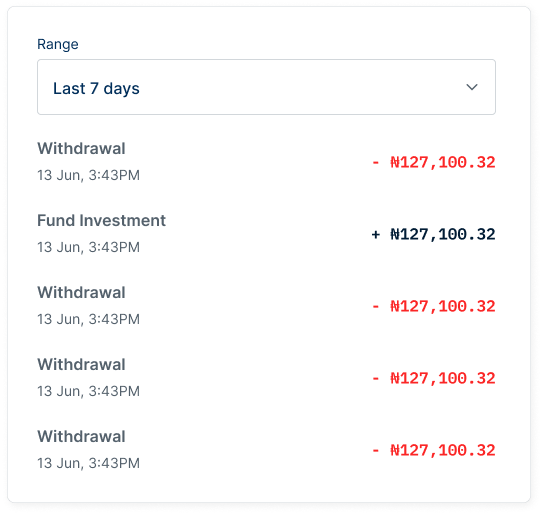 Range
Last 7 days
Withdrawal
- ₦127,100.32
13 Jun, 3:43PM
Fund Investment
+ ₦127,100.32
13 Jun, 3:43PM
Withdrawal
- ₦127,100.32
13 Jun, 3:43PM
Withdrawal
- ₦127,100.32
13 Jun, 3:43PM
Withdrawal
- ₦127,100.32
13 Jun, 3:43PM